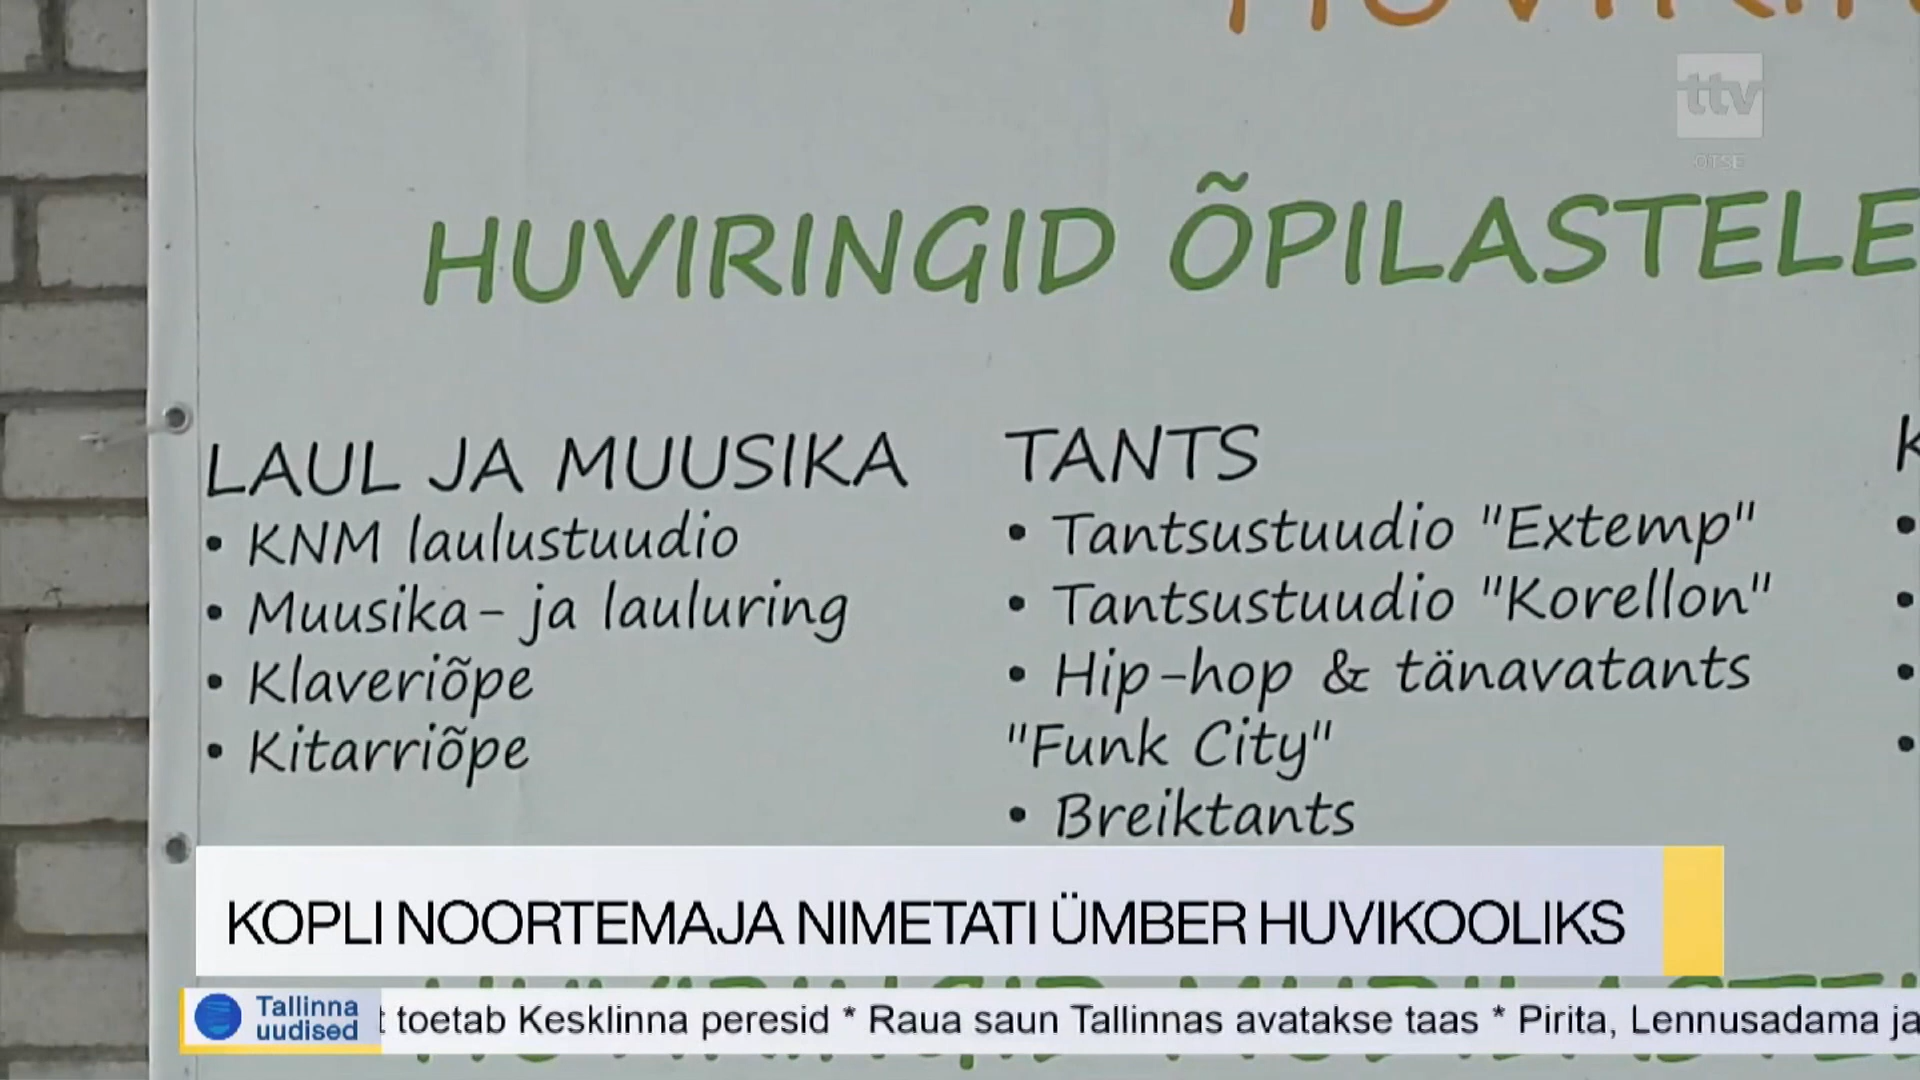 ttv
OTSE
HUVIRINGID ÕPILASTELE
LAUL JA MUUSIKA
• KNM laulustuudio
• Muusika- ja lauluring
• Klaveriõpe
• Kitarriõpe
TANTS
• Tantsustuudio "Extemp"
• Tantsustuudio "Korellon"
• Hip-hop & tänavatants
"Funk City"
• Breiktants
KOPLI NOORTEMAJA NIMETATI ÜMBER HUVIKOOLIKS
Tallinna
uudised
toetab Kesklinna peresid * Raua saun Tallinnas avatakse taas * Pirita, Lennusadama ja